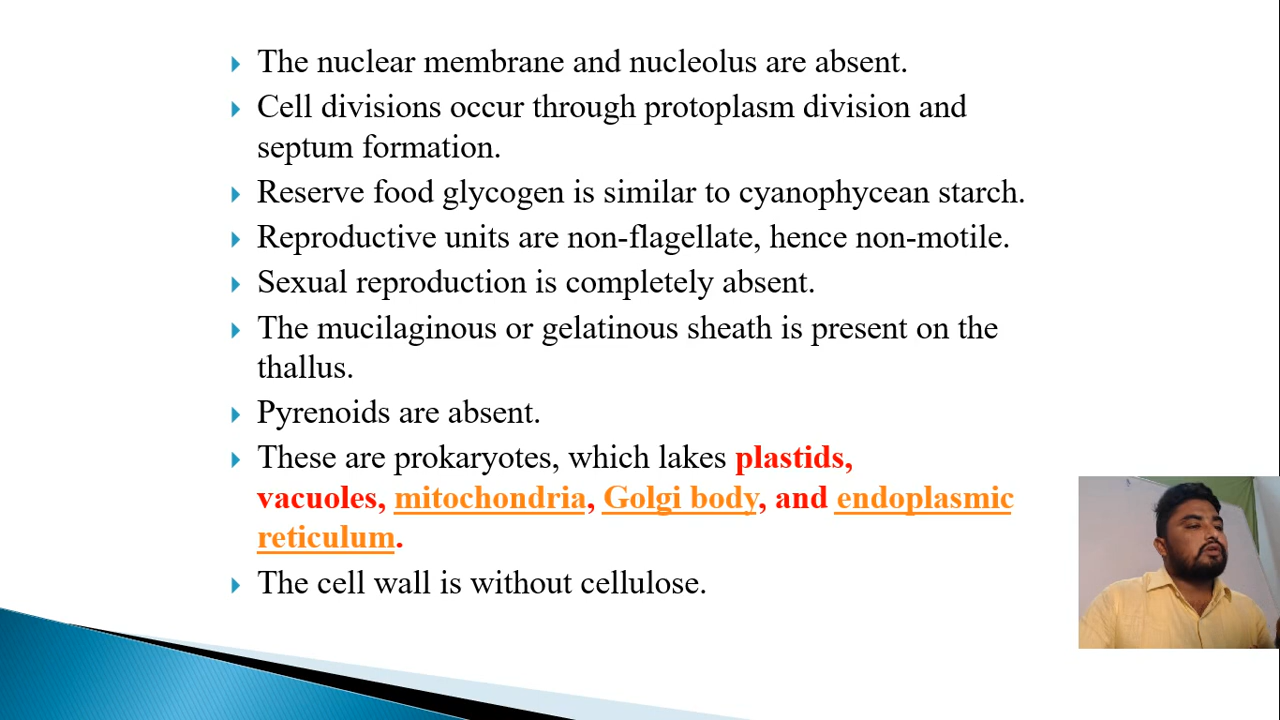 The nuclear membrane and nucleolus are absent.
Cell divisions occur through protoplasm division and
septum formation.
Reserve food glycogen is similar to cyanophycean starch.
Reproductive units are non-flagellate, hence non-motile.
Sexual reproduction is completely absent.
The mucilaginous or gelatinous sheath is present on the
thallus.
Pyrenoids are absent.
These are prokaryotes, which lakes plastids,
vacuoles, mitochondria, Golgi body, and endoplasmic
reticulum.
The cell wall is without cellulose.